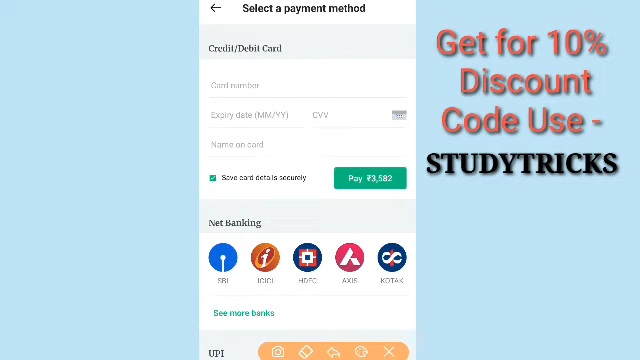 Select a payment method
Credit/Debit Card
Card number
Expiry date (MM/YY) CVV
Name on card
Save card details securely
Pay ₹3,582
Net Banking
SBI ICICI HDFC AXIS KOTAK
See more banks
UPI
Get for 10%
Discount
Code Use -
STUDYTRICKS